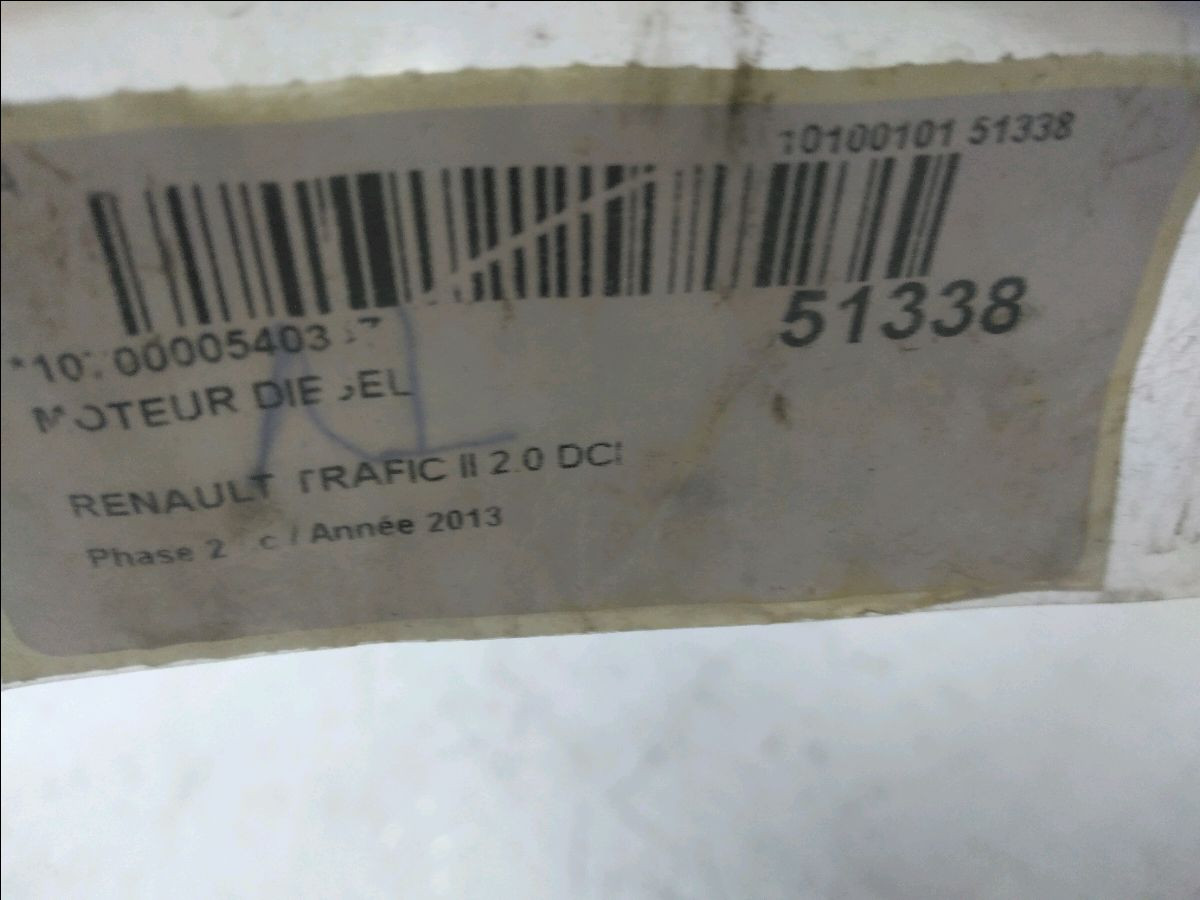 10100101 51338
51338
MOTEUR DIESEL
RENAULT TRAFIC II 2.0 DCI
Phase 2 / Année 2013